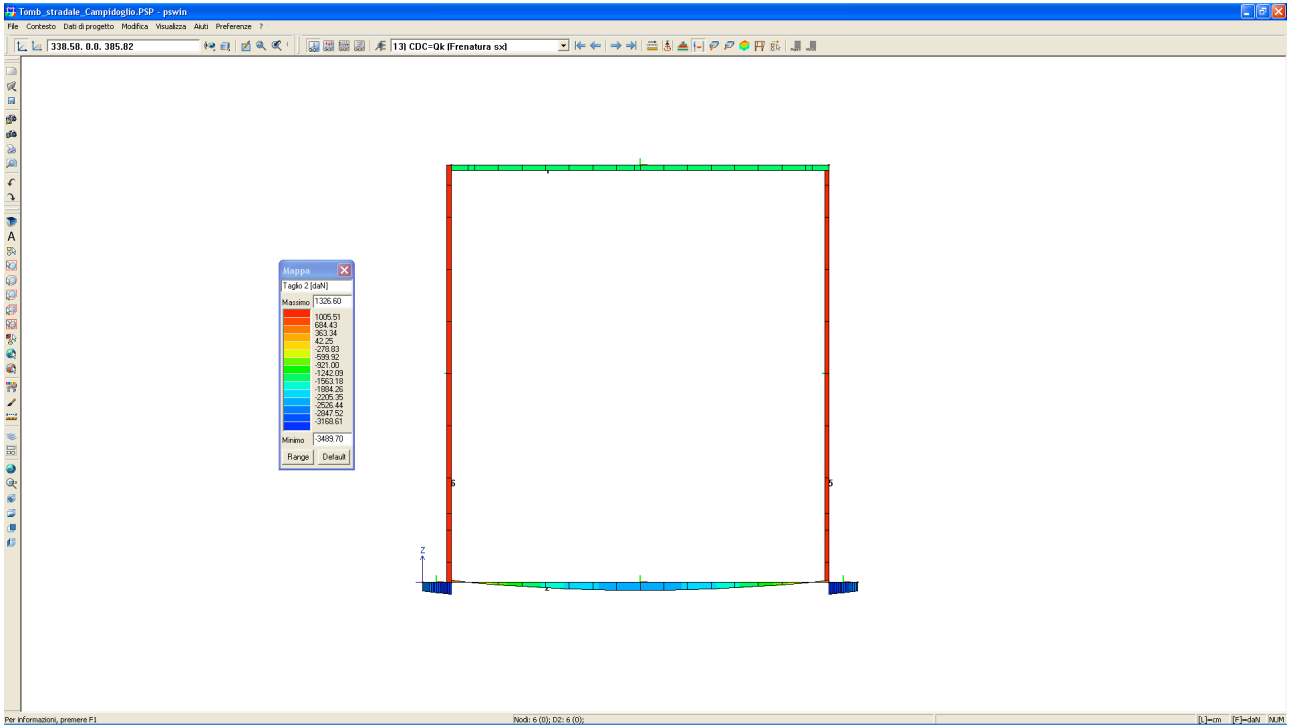 Tomb_stradale_Campidoglio.PSP - pswin
File Contesto Dati di progetto Modifica Visualizza Aiuti Preferenze ?
338.58. 0.0. 385.82
13) CDC=Qk (Frenatura sx)
A
Mappa
Taglio 2 [daN]
Massimo 1326.60
1005.51
684.43
363.34
42.25
-278.83
-599.92
-921.00
-1242.09
-1563.18
-1884.26
-2205.35
-2526.44
-2847.52
-3168.61
Minimo -3489.70
Range Default
6
5
Z
Per informazioni, premere F1
Nodi: 6 (0); D2: 6 (0);
[L]=cm [F]=daN NUM